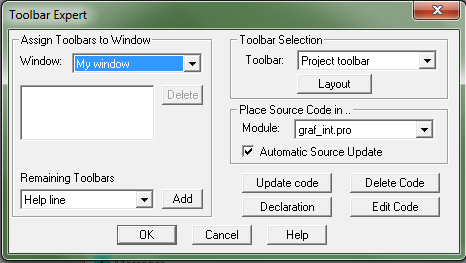 Toolbar Expert
Assign Toolbars to Window
Window: My window
Delete
Remaining Toolbars
Help line
Add
Toolbar Selection
Toolbar: Project toolbar
Layout
Place Source Code in ..
Module: graf_int.pro
Automatic Source Update
Update code Delete Code
Declaration Edit Code
OK Cancel Help